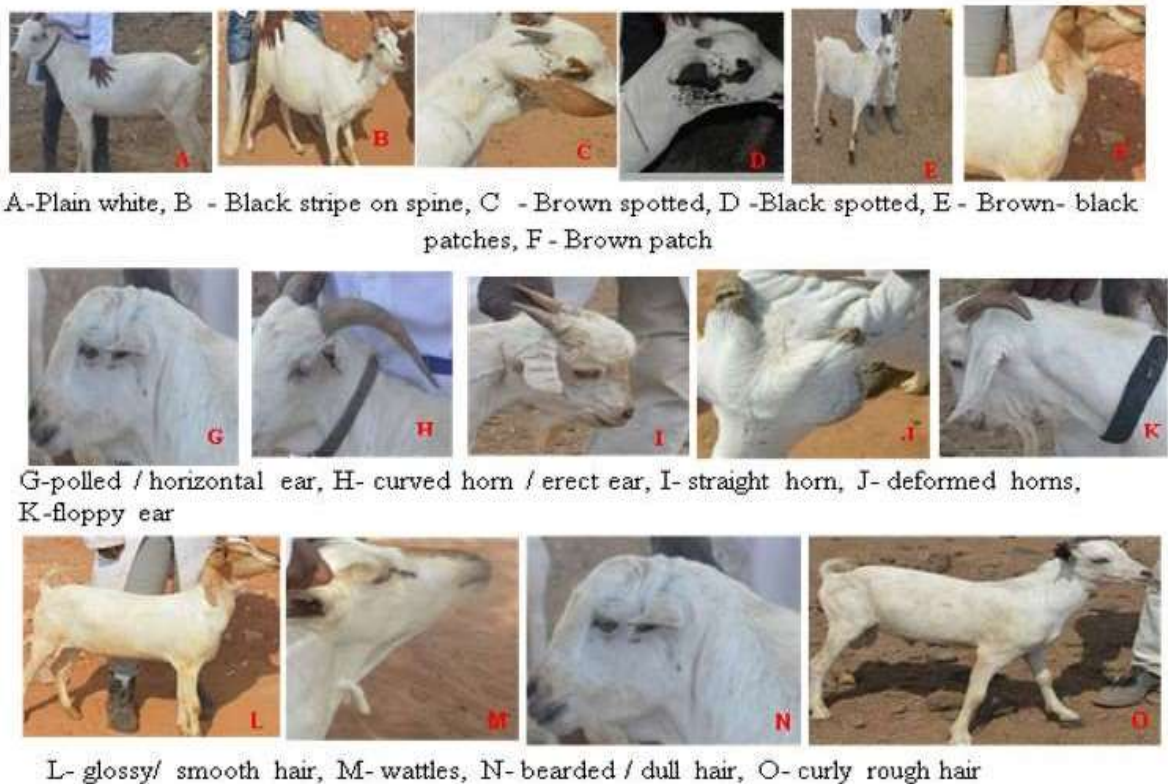 A B C D E F
A-Plain white, B - Black stripe on spine, C - Brown spotted, D -Black spotted, E - Brown- black
patches, F - Brown patch
G H I J K
G-polled / horizontal ear, H- curved horn / erect ear, I- straight horn, J- deformed horns,
K-floppy ear
L M N O
L- glossy/ smooth hair, M- wattles, N- bearded / dull hair, O- curly rough hair